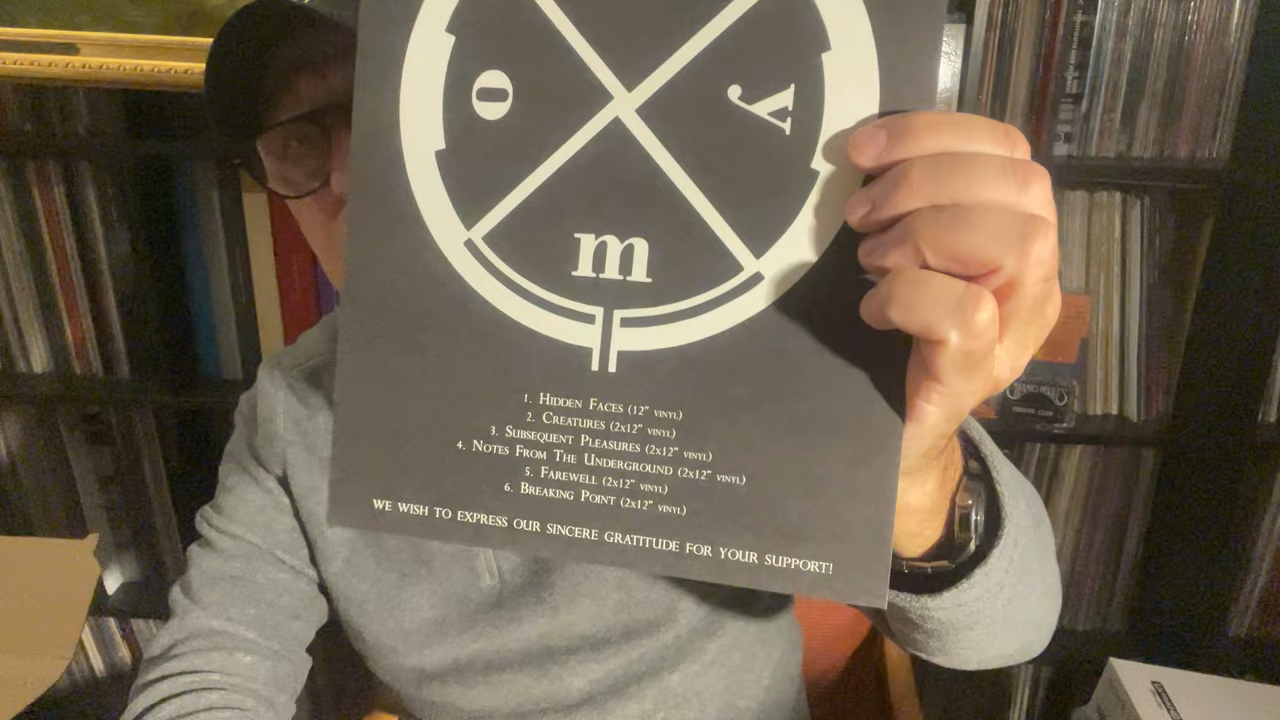 o
y
m
1. Hidden Faces (12" vinyl)
2. Creatures (2x12" vinyl)
3. Subsequent Pleasures (2x12" vinyl)
4. Notes From The Underground (2x12" vinyl)
5. Farewell (2x12" vinyl)
6. Breaking Point (2x12" vinyl)
WE WISH TO EXPRESS OUR SINCERE GRATITUDE FOR YOUR SUPPORT!